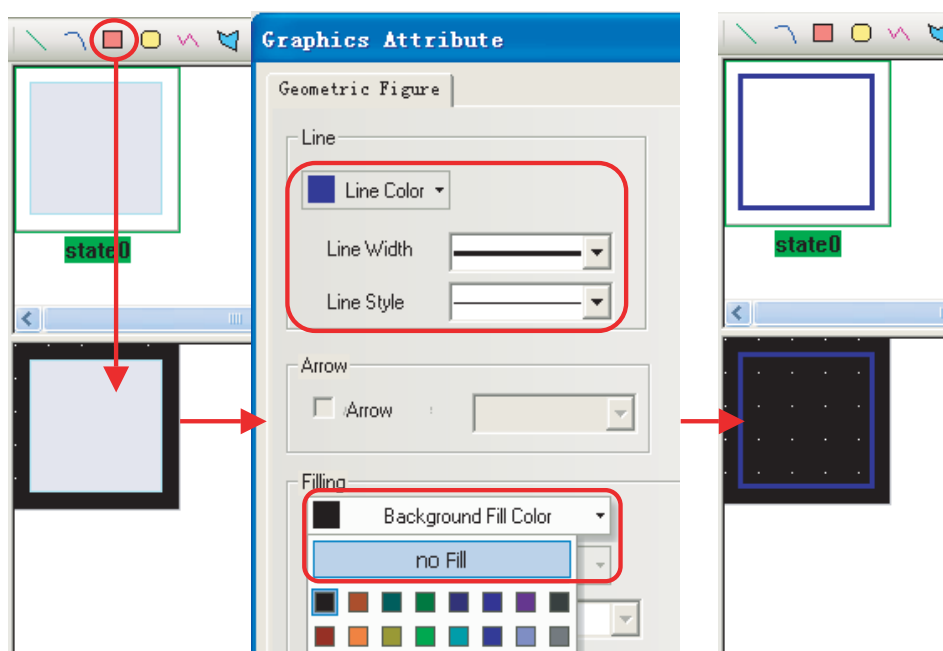 state0
Graphics Attribute
Geometric Figure
Line
Line Color
Line Width
Line Style
Arrow
Arrow
Filling
Background Fill Color
no Fill
state0